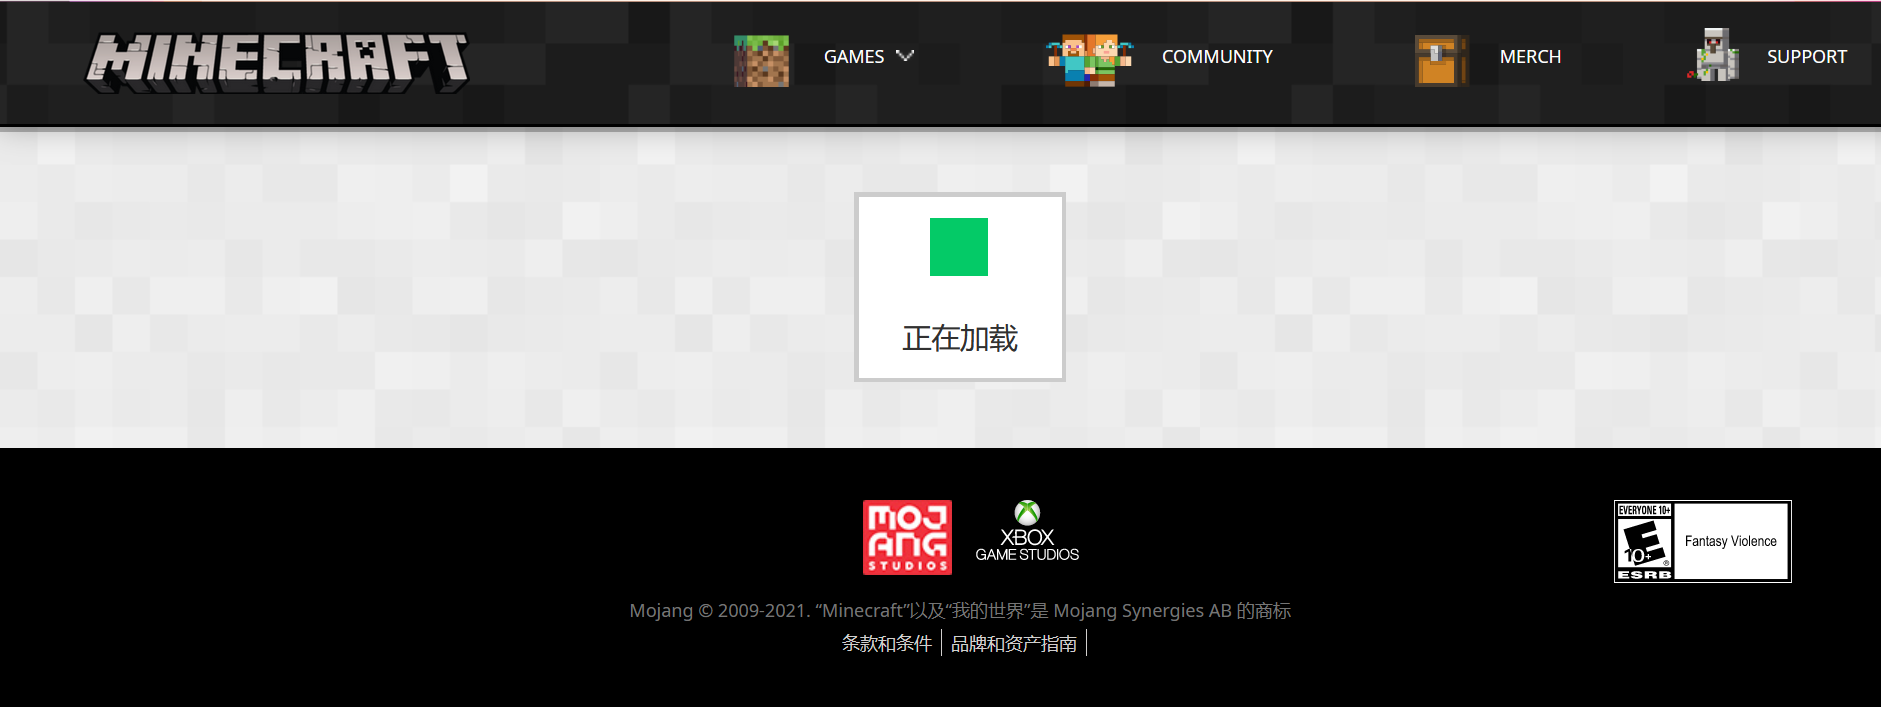 MINECRAFT
GAMES
COMMUNITY
MERCH
SUPPORT
正在加载
MOJANG
STUDIOS
XBOX
GAME STUDIOS
EVERYONE 10+
E 10+
®
ESRB
Fantasy Violence
Mojang © 2009-2021. “Minecraft”以及“我的世界”是 Mojang Synergies AB 的商标
条款和条件
品牌和资产指南